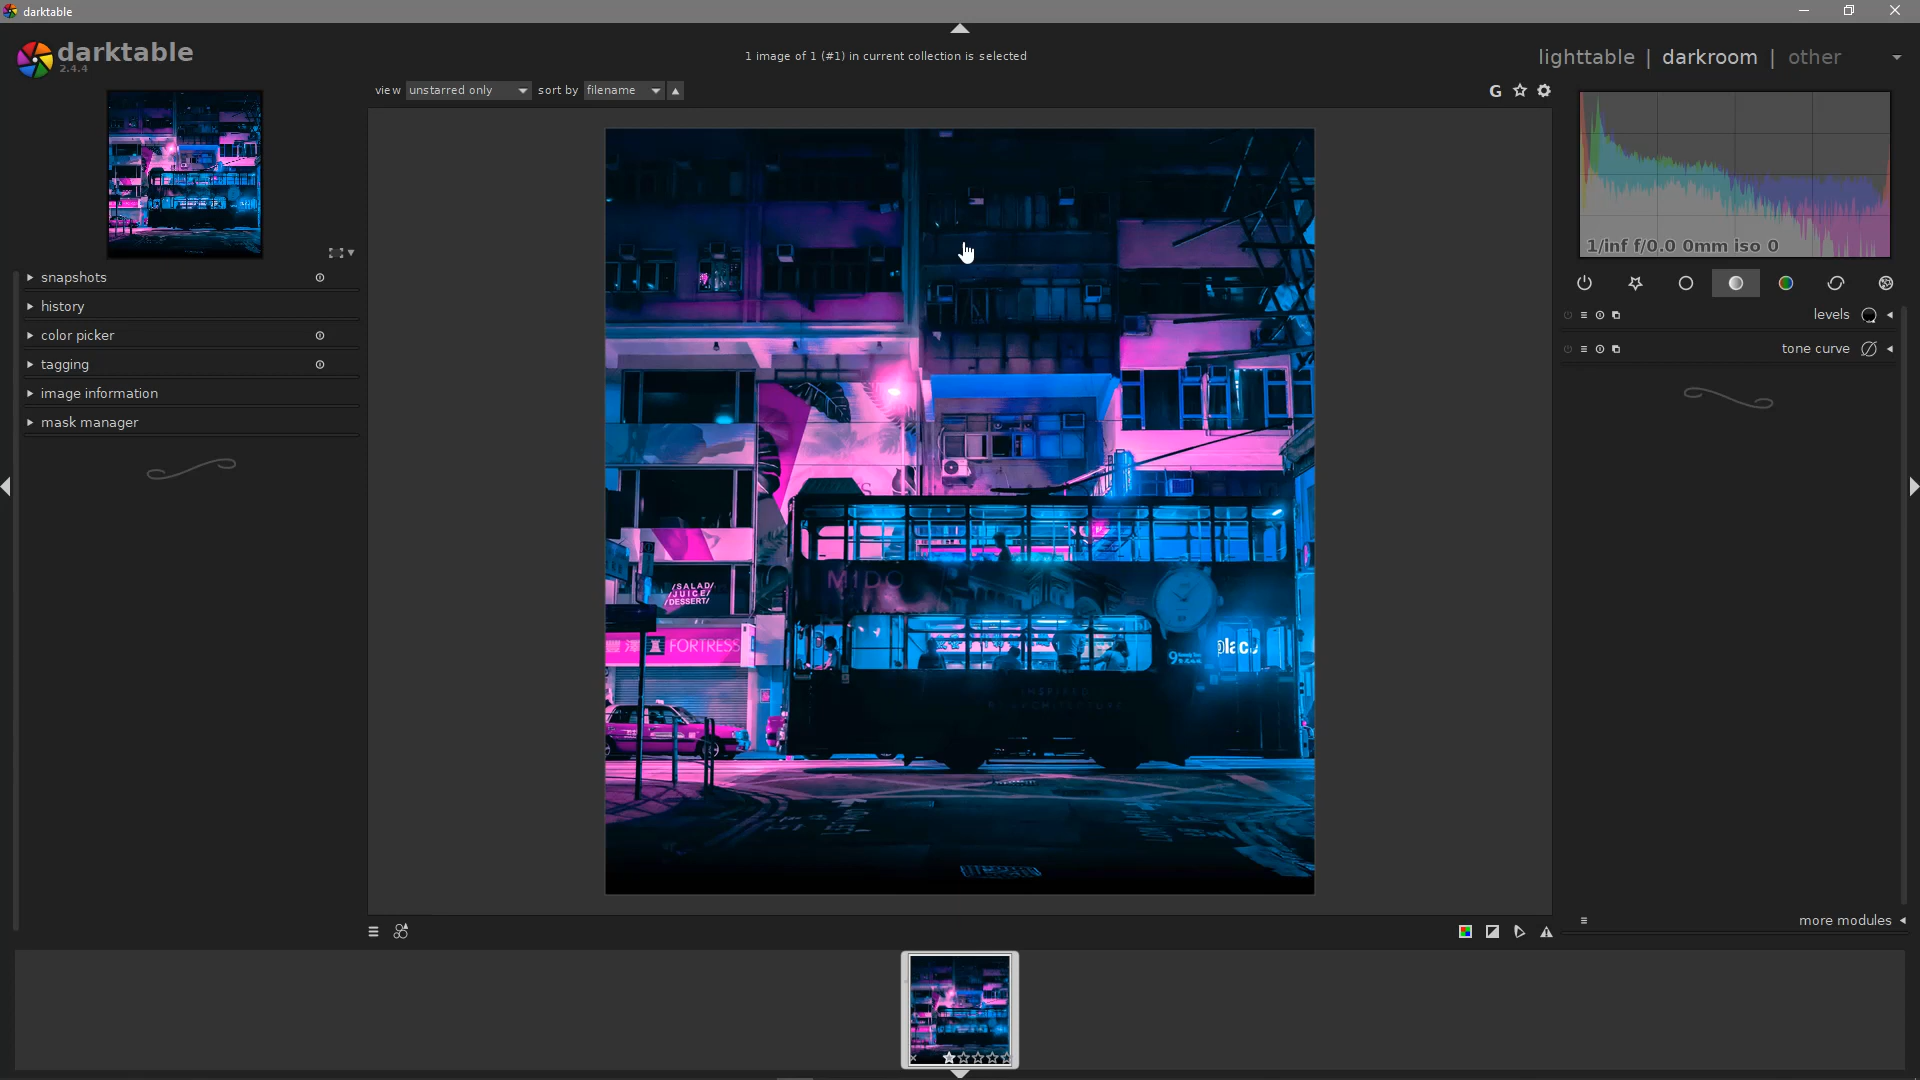 darktable
darktable
2.4.4
1 image of 1 (#1) in current collection is selected
lighttable | darkroom | other
view unstarred only sort by filename
G
1/inf f/0.0 0mm iso 0
snapshots
history
color picker
tagging
image information
mask manager
levels
tone curve
more modules
MIDO
/SALAD/
/JUICE/
/DESSERT/
FORTRESS
place